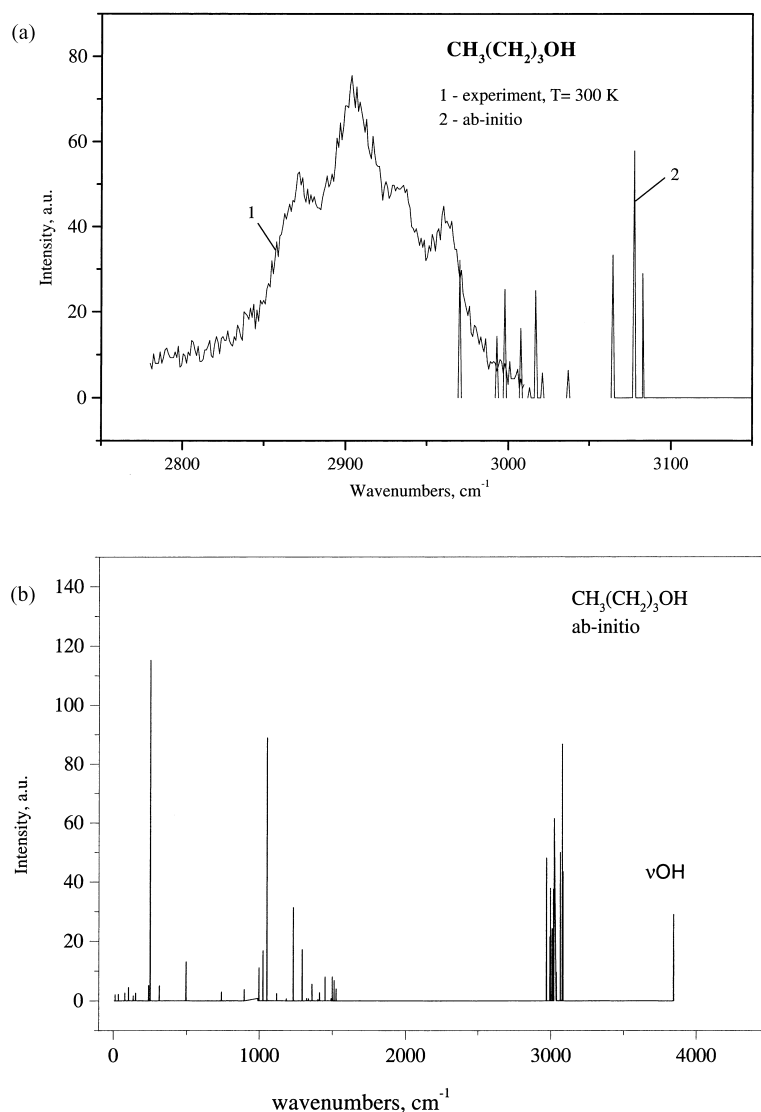 (a)
CH3(CH2)3OH
1 - experiment, T= 300 K
2 - ab-initio
80
60
40
20
0
Intensity, a.u.
1
2
2800 2900 3000 3100
Wavenumbers, cm-1
(b)
CH3(CH2)3OH
ab-initio
140
120
100
80
60
40
20
0
Intensity, a.u.
νOH
0 1000 2000 3000 4000
wavenumbers, cm-1